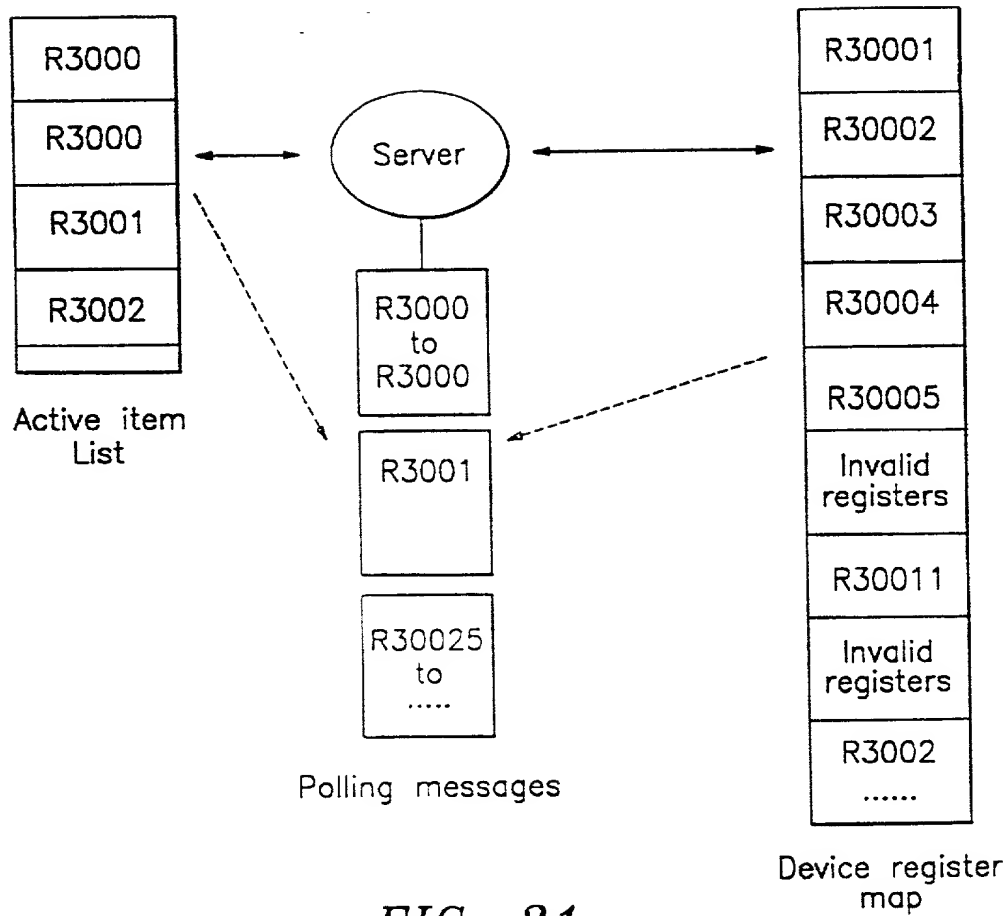 R3000
R3000
R3001
R3002
Active item
List
Server
R3000
to
R3000
R3001
R30025
to
.....
Polling messages
R30001
R30002
R30003
R30004
R30005
Invalid
registers
R30011
Invalid
registers
R3002
......
Device register
map